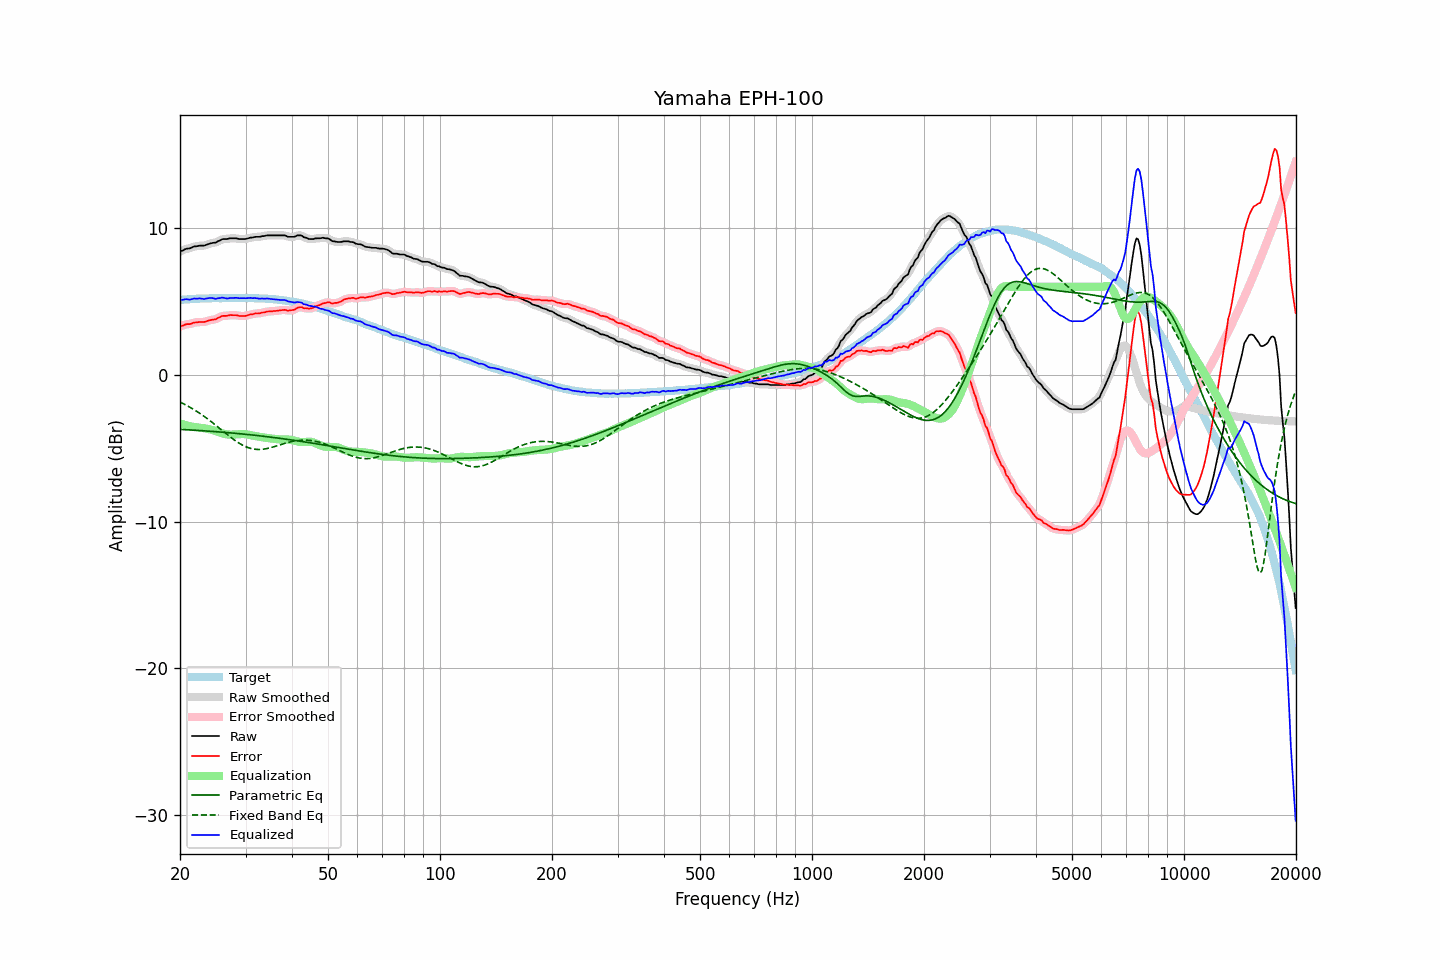 Yamaha EPH-100
Amplitude (dBr)
10
0
−10
−20
−30
Target
Raw Smoothed
Error Smoothed
Raw
Error
Equalization
Parametric Eq
Fixed Band Eq
Equalized
20 50 100 200 500 1000 2000 5000 10000 20000
Frequency (Hz)